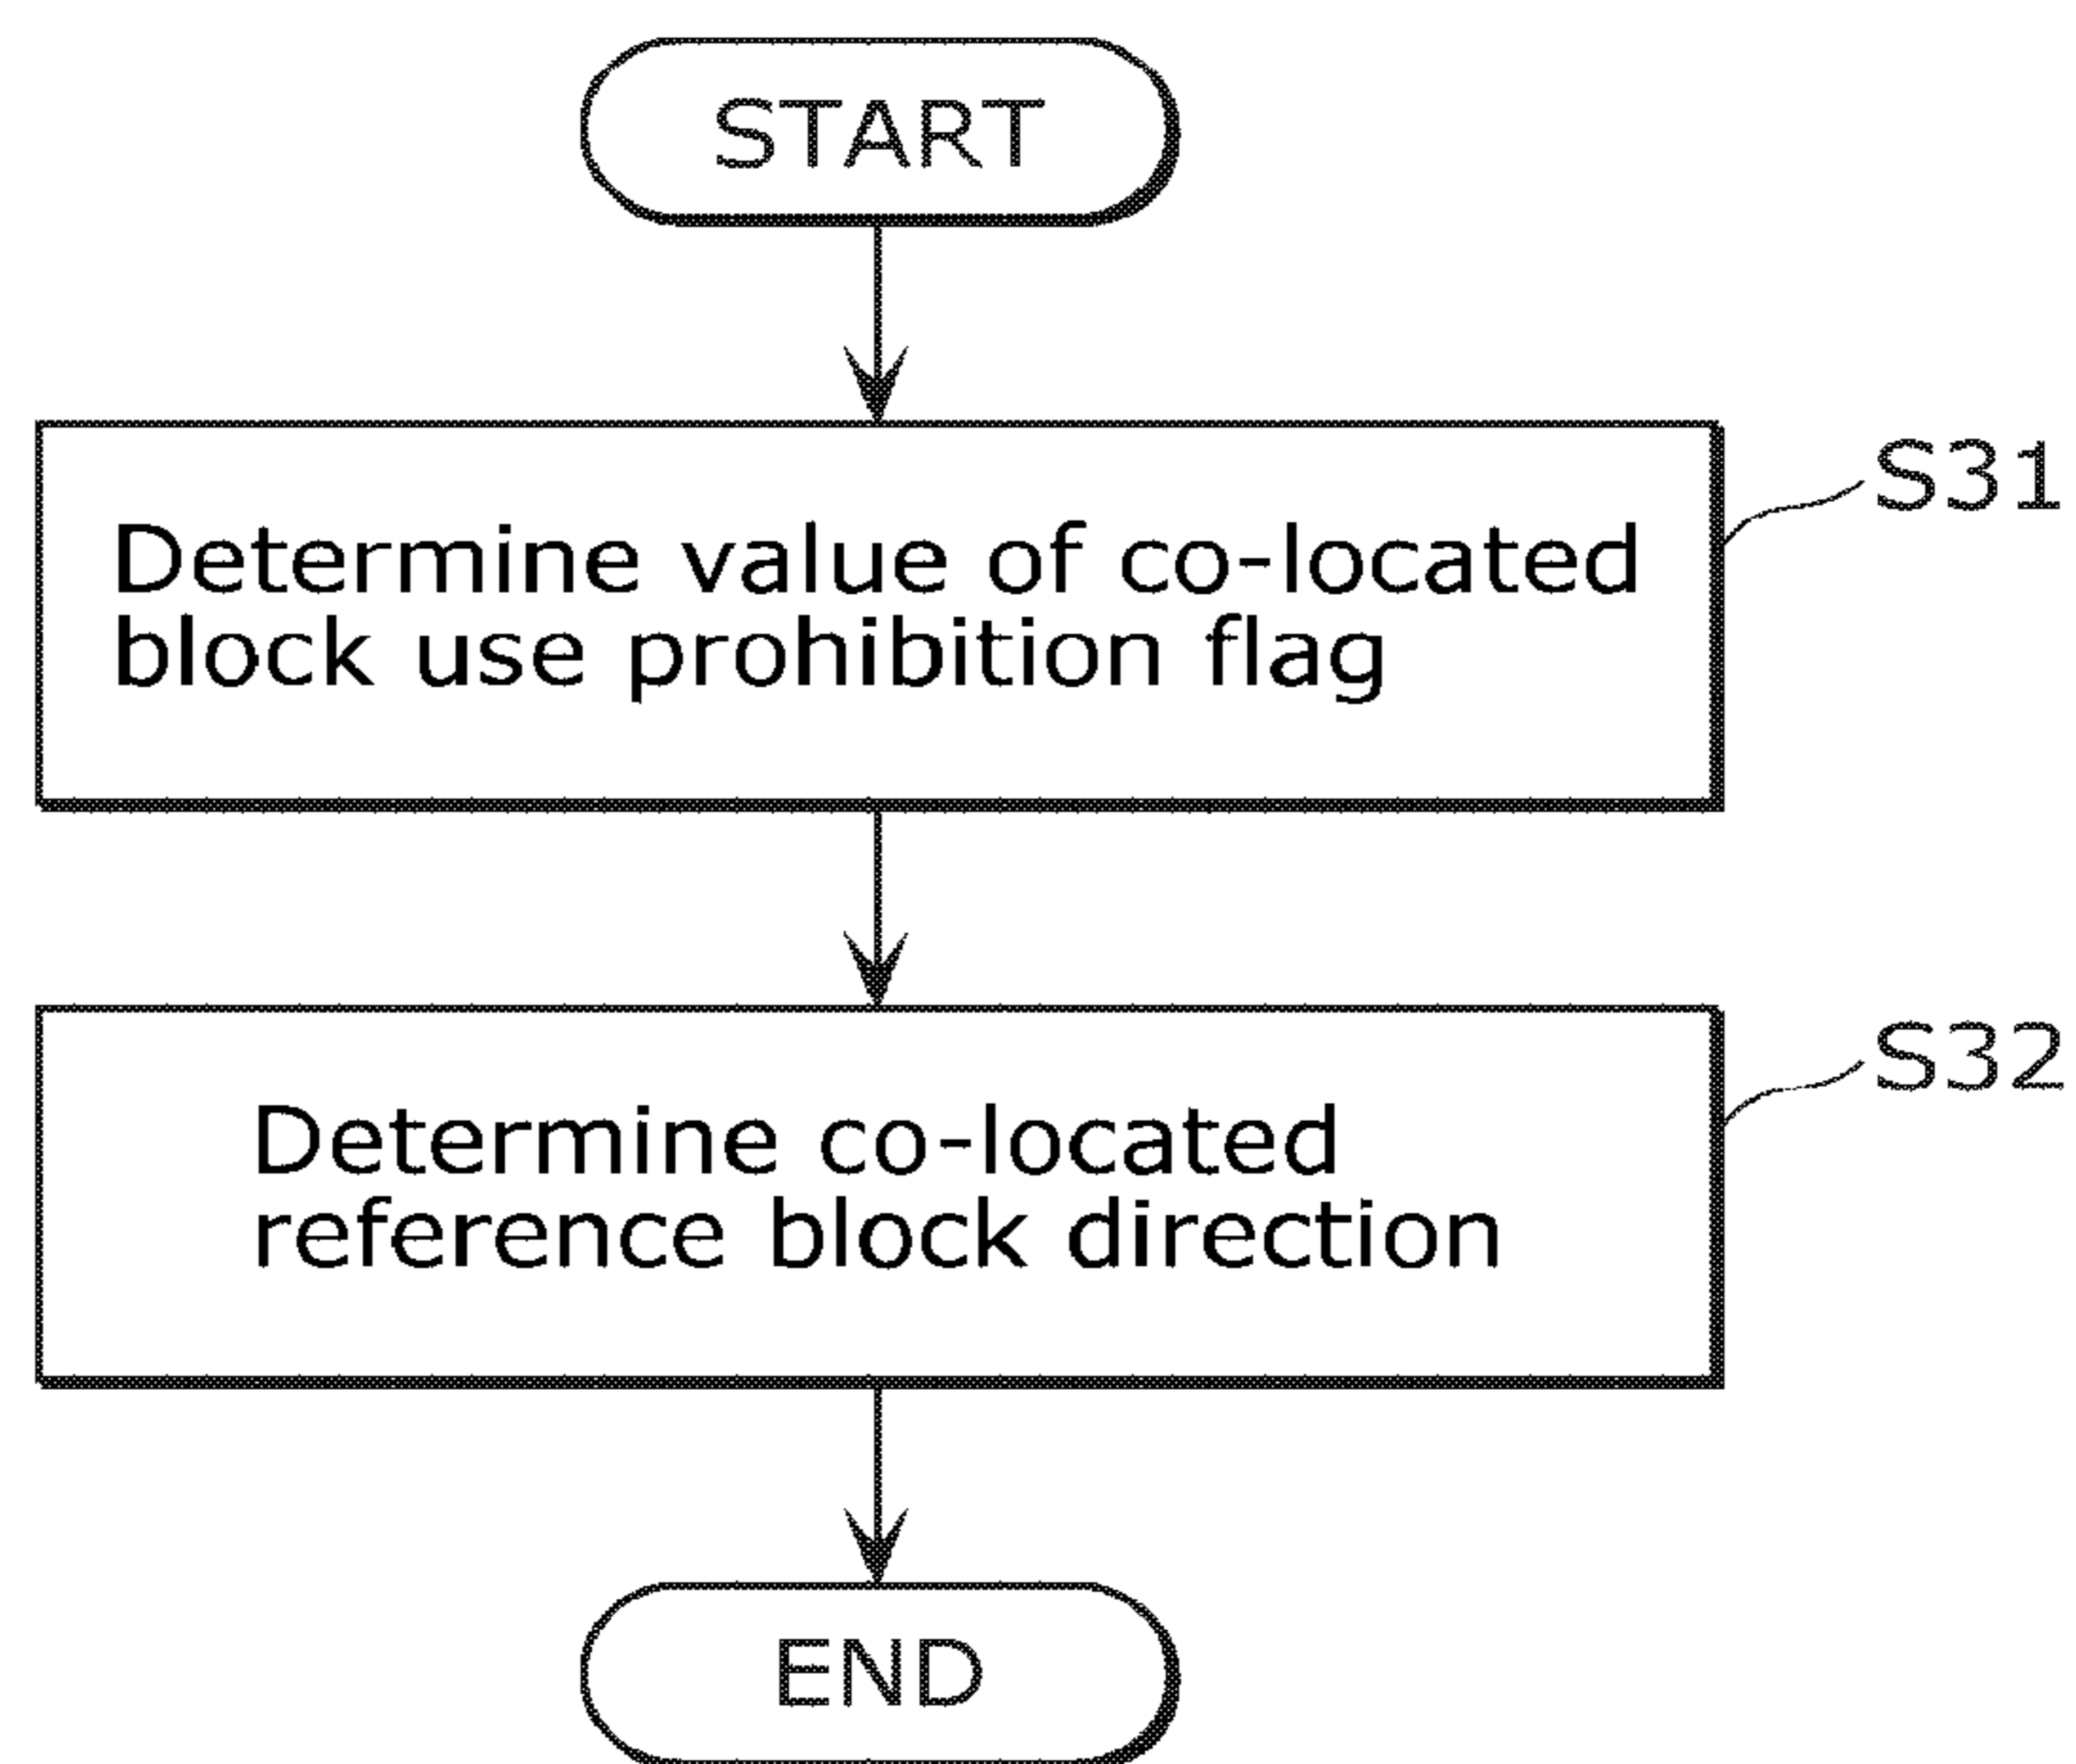 START
S31
Determine value of co-located
block use prohibition flag
S32
Determine co-located
reference block direction
END